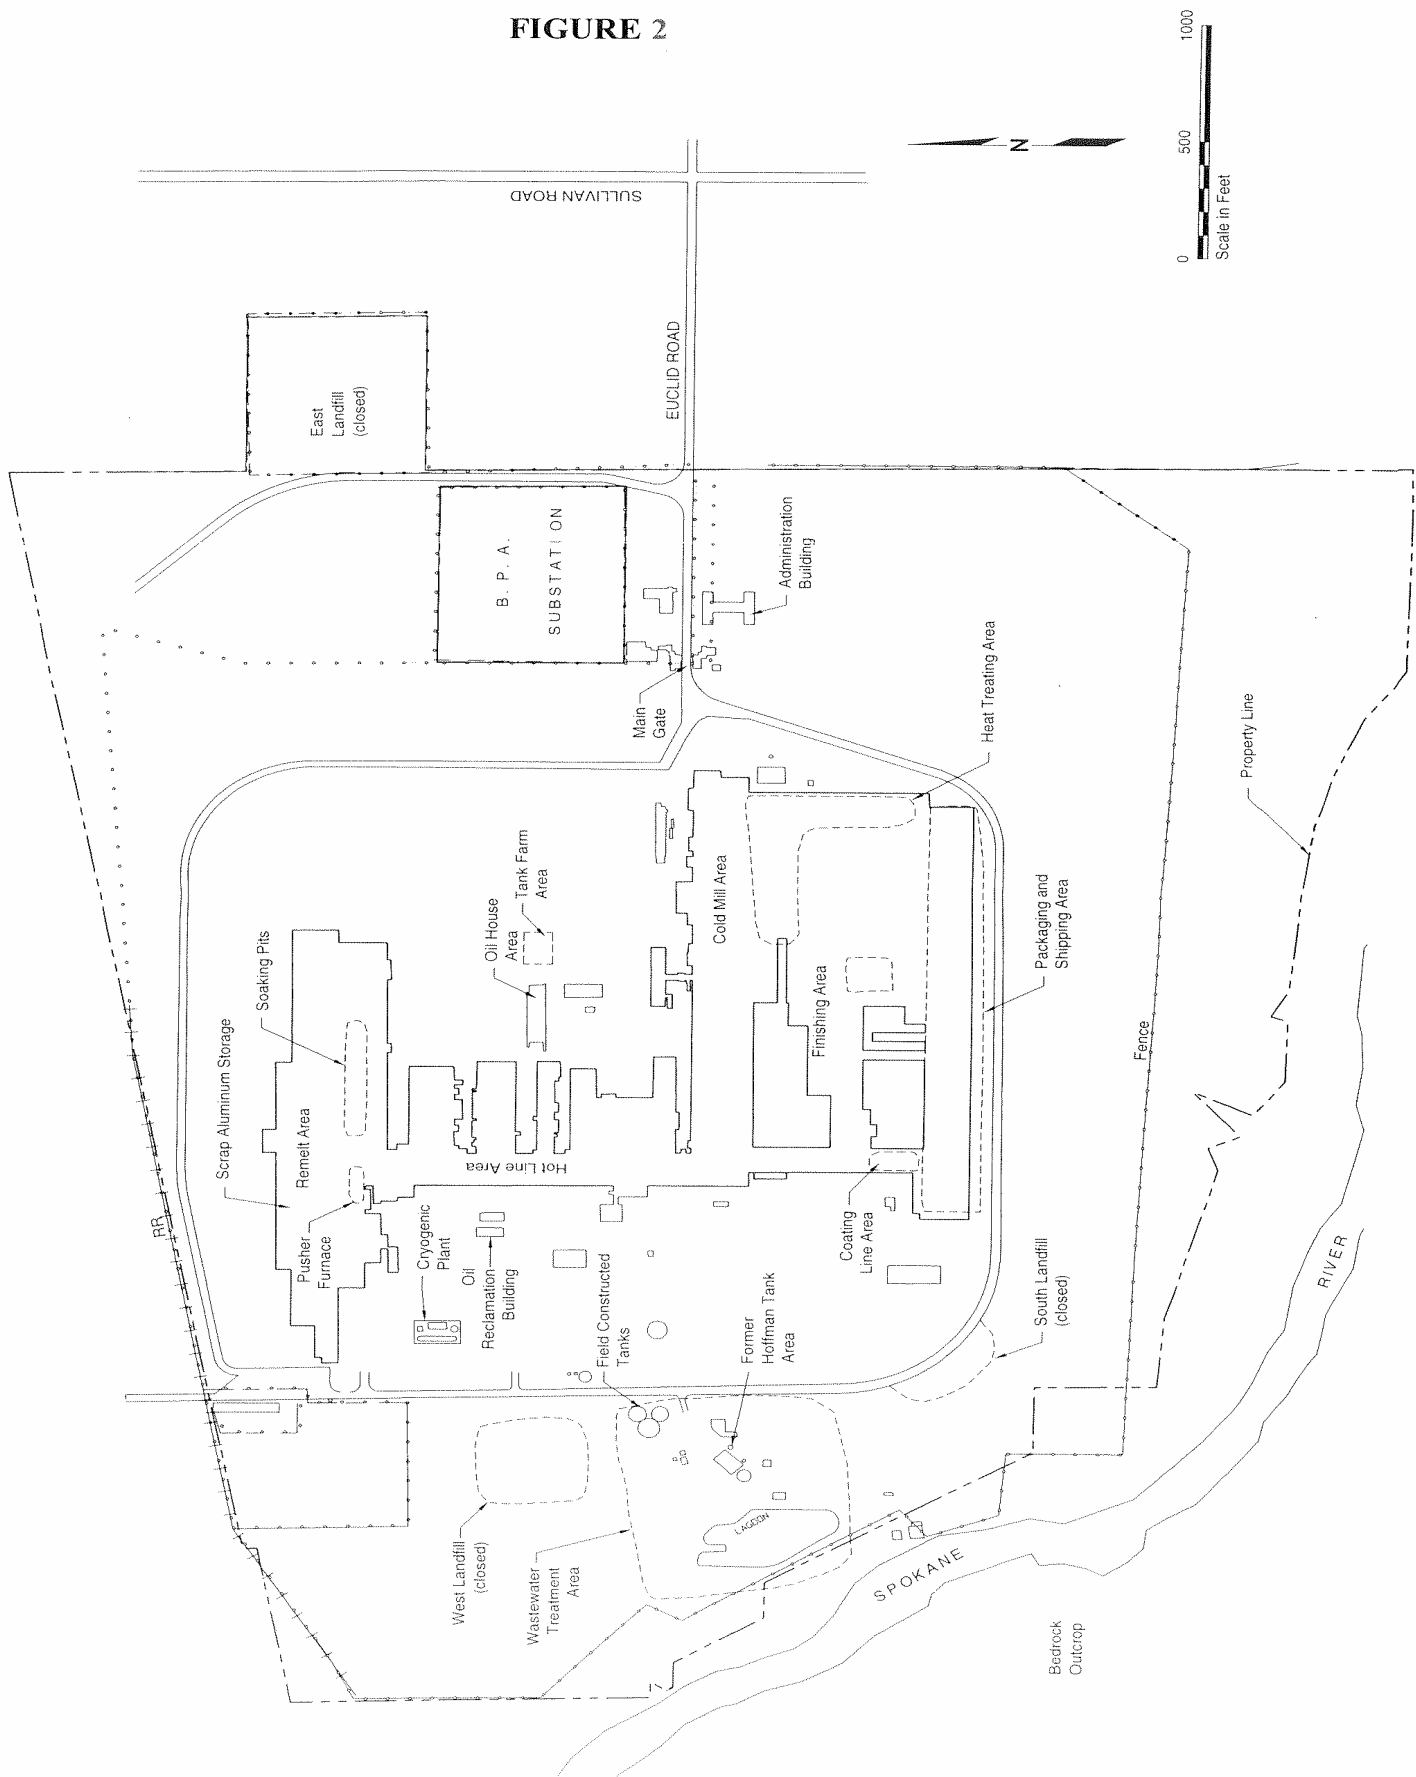 FIGURE 2
1000
500
0
Scale in Feet
N
SULLIVAN ROAD
EUCLID ROAD
East
Landfill
(closed)
B. P. A.
SUBSTATION
Administration
Building
Main
Gate
Heat Treating Area
Property Line
Tank Farm
Area
Oil House
Area
Cold Mill Area
Soaking Pits
Scrap Aluminum Storage
Remelt Area
Packaging and
Shipping Area
Finishing Area
Fence
Hot Line Area
RR
Pusher
Furnace
Cryogenic
Plant
Oil
Reclamation
Building
Coating
Line Area
Field Constructed
Tanks
Former
Hoffman Tank
Area
South Landfill
(closed)
RIVER
West Landfill
(closed)
Wastewater
Treatment
Area
LAGOON
SPOKANE
Bedrock
Outcrop